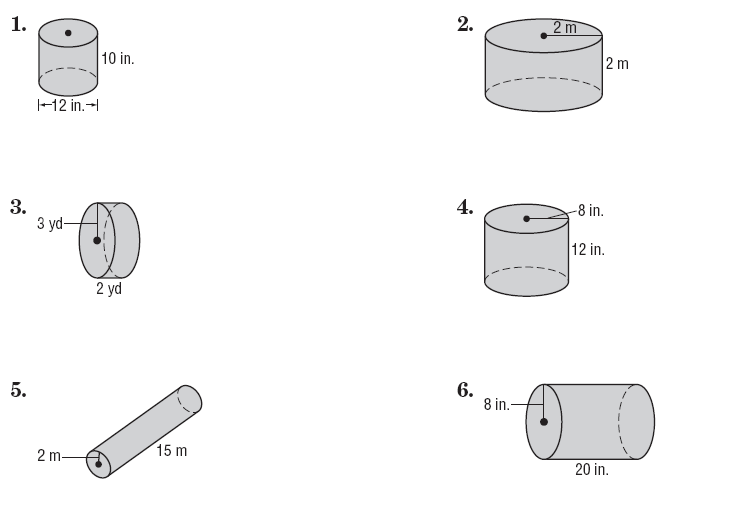 1.
10 in.
12 in.
2.
2 m
2 m
3.
3 yd
2 yd
4.
8 in.
12 in.
5.
2 m
15 m
6.
8 in.
20 in.